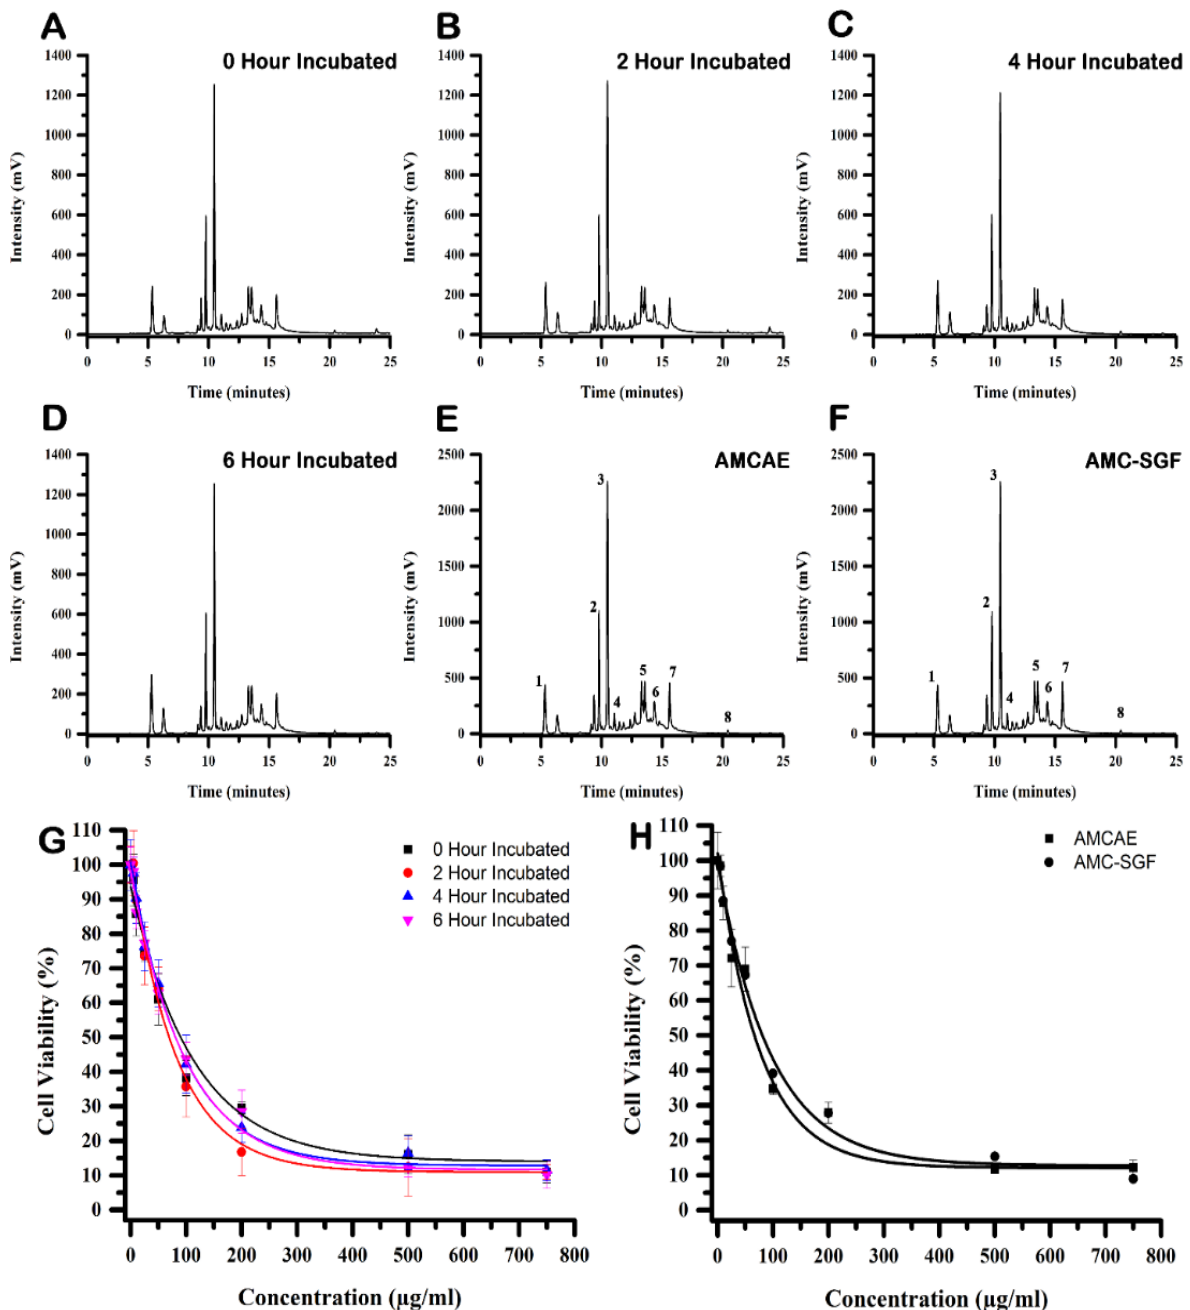 A
0 Hour Incubated
1400
1200
1000
800
600
400
200
0
Intensity (mV)
0 5 10 15 20 25
Time (minutes)
B
2 Hour Incubated
1400
1200
1000
800
600
400
200
0
Intensity (mV)
0 5 10 15 20 25
Time (minutes)
C
4 Hour Incubated
1400
1200
1000
800
600
400
200
0
Intensity (mV)
0 5 10 15 20 25
Time (minutes)
D
6 Hour Incubated
1400
1200
1000
800
600
400
200
0
Intensity (mV)
0 5 10 15 20 25
Time (minutes)
E
AMCAE
2500
2000
1500
1000
500
0
Intensity (mV)
1 2 3 4 5 6 7 8
0 5 10 15 20 25
Time (minutes)
F
AMC-SGF
2500
2000
1500
1000
500
0
Intensity (mV)
1 2 3 4 5 6 7 8
0 5 10 15 20 25
Time (minutes)
G
0 Hour Incubated
2 Hour Incubated
4 Hour Incubated
6 Hour Incubated
110
100
90
80
70
60
50
40
30
20
10
0
Cell Viability (%)
0 100 200 300 400 500 600 700 800
Concentration (µg/ml)
H
AMCAE
AMC-SGF
110
100
90
80
70
60
50
40
30
20
10
0
Cell Viability (%)
0 100 200 300 400 500 600 700 800
Concentration (µg/ml)